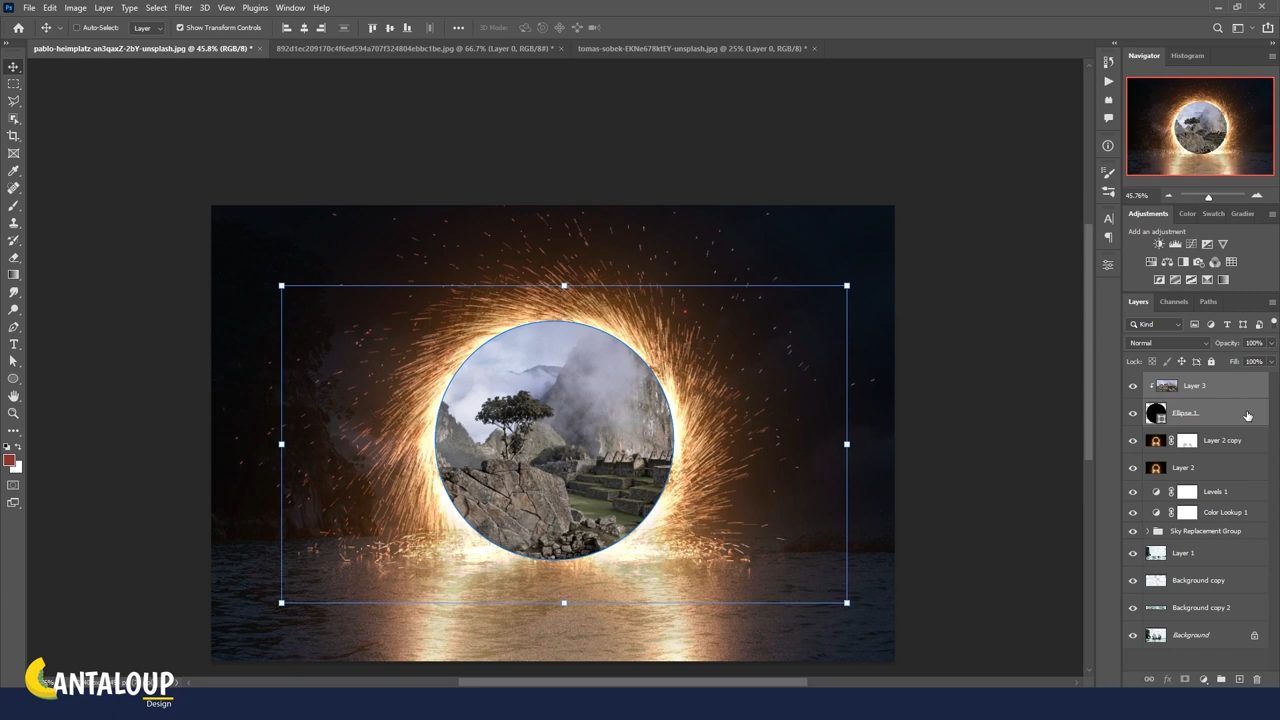 File Edit Image Layer Type Select Filter 3D View Plugins Window Help
Auto-Select: Layer Show Transform Controls 3D Mode:
pablo-heimplatz-an3qaxZ-2bY-unsplash.jpg @ 45.8% (RGB/8) * 892d1ec209170c4f6ed594a707f324804ebbc1be.jpg @ 66.7% (Layer 0, RGB/8#) * tomas-sobek-EKNe678ktEY-unsplash.jpg @ 25% (Layer 0, RGB/8) *
Navigator Histogram
45.76%
Adjustments Color Swatch Gradier
Add an adjustment
Layers Channels Paths
Kind
Normal Opacity: 100%
Lock: Fill: 100%
Layer 3
Ellipse 1
Layer 2 copy
Layer 2
Levels 1
Color Lookup 1
Sky Replacement Group
Layer 1
Background copy
Background copy 2
Background
CANTALOUP
Design